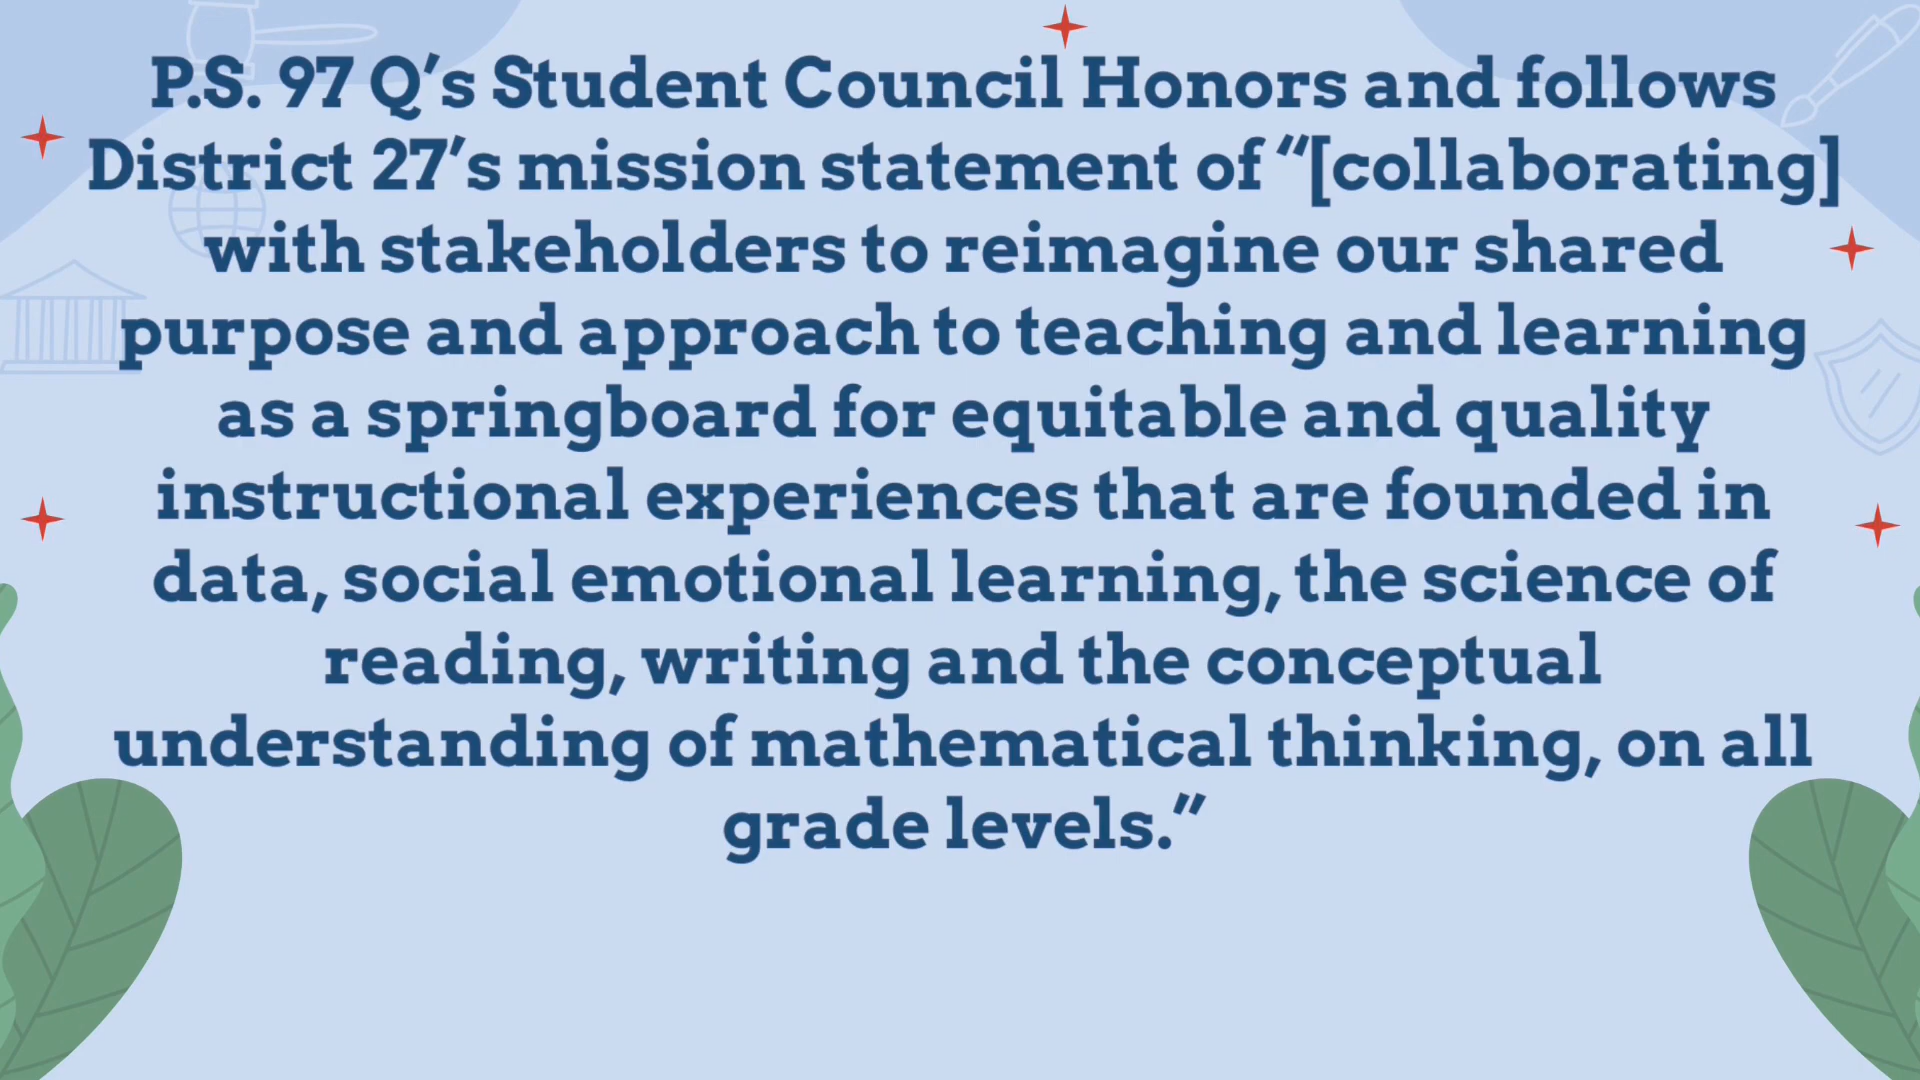 P.S. 97 Q’s Student Council Honors and follows
District 27’s mission statement of “[collaborating]
with stakeholders to reimagine our shared
purpose and approach to teaching and learning
as a springboard for equitable and quality
instructional experiences that are founded in
data, social emotional learning, the science of
reading, writing and the conceptual
understanding of mathematical thinking, on all
grade levels.”